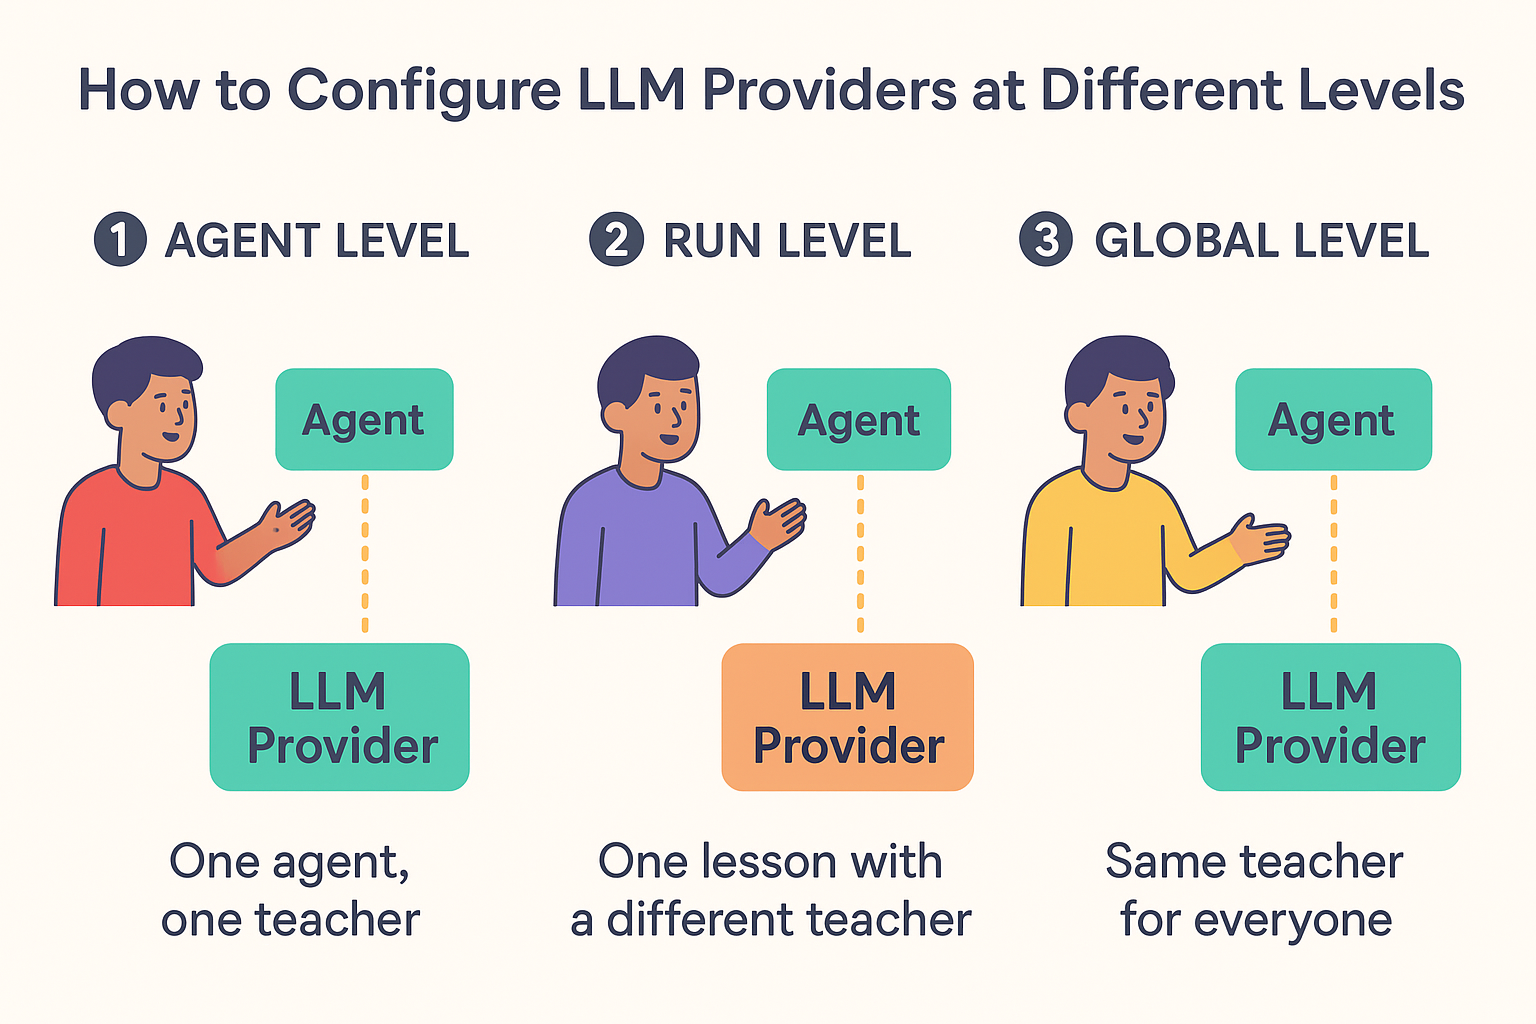 How to Configure LLM Providers at Different Levels
1 AGENT LEVEL
2 RUN LEVEL
3 GLOBAL LEVEL
Agent
Agent
Agent
LLM
Provider
LLM
Provider
LLM
Provider
One agent,
one teacher
One lesson with
a different teacher
Same teacher
for everyone